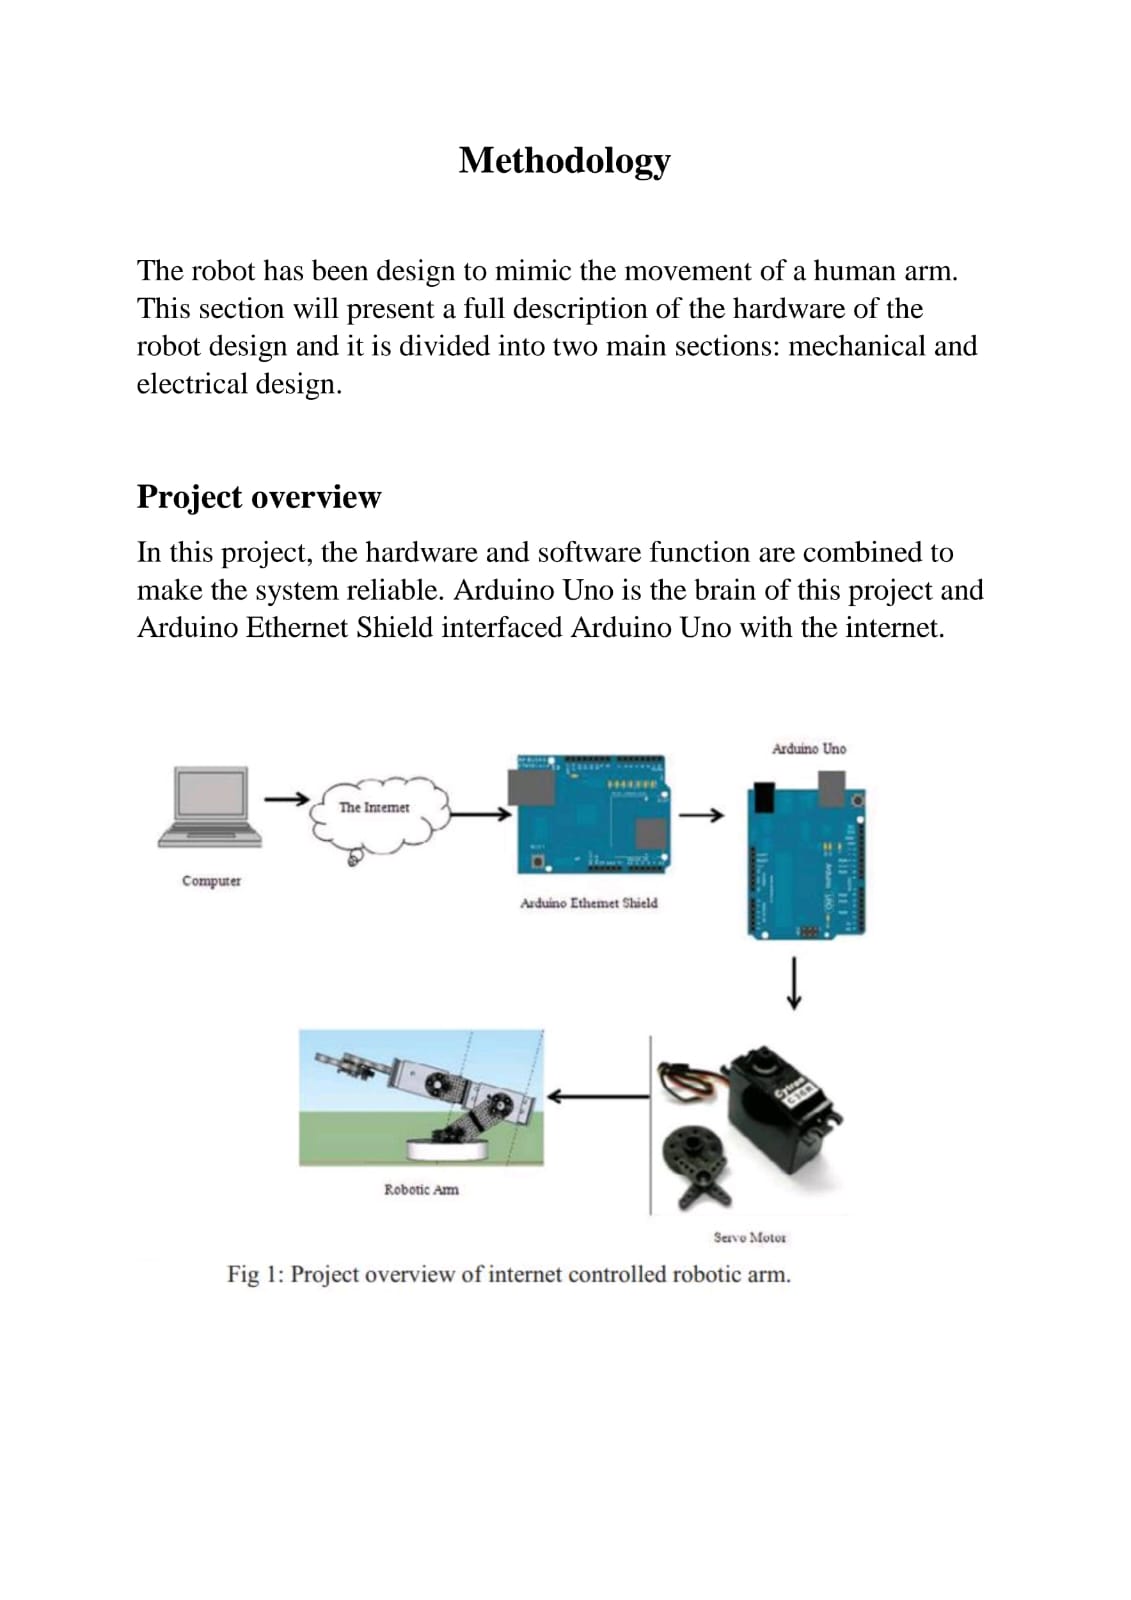 Methodology
The robot has been design to mimic the movement of a human arm.
This section will present a full description of the hardware of the
robot design and it is divided into two main sections: mechanical and
electrical design.
Project overview
In this project, the hardware and software function are combined to
make the system reliable. Arduino Uno is the brain of this project and
Arduino Ethernet Shield interfaced Arduino Uno with the internet.
Arduino Uno
The Internet
Computer
Arduino Ethernet Shield
Robotic Arm
Servo Motor
Fig 1: Project overview of internet controlled robotic arm.